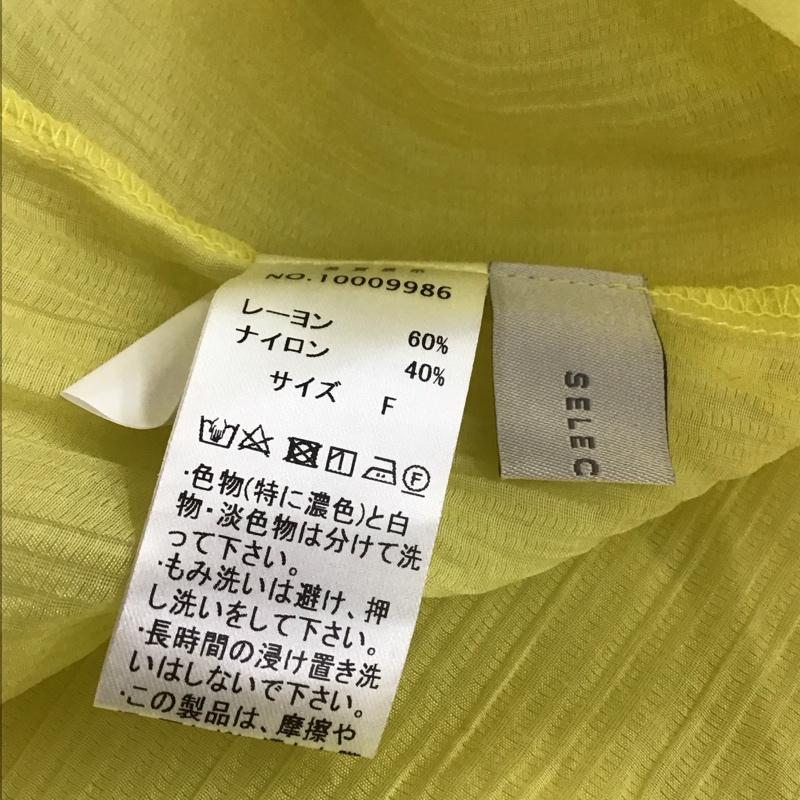 NO.10009986
レーヨン 60%
ナイロン 40%
サイズ F
F
・色物(特に濃色)と白
物・淡色物は分けて洗
って下さい。
・もみ洗いは避け、押
し洗いをして下さい。
・長時間の浸け置き洗
いはしないで下さい。
・この製品は、摩擦や
SELEC